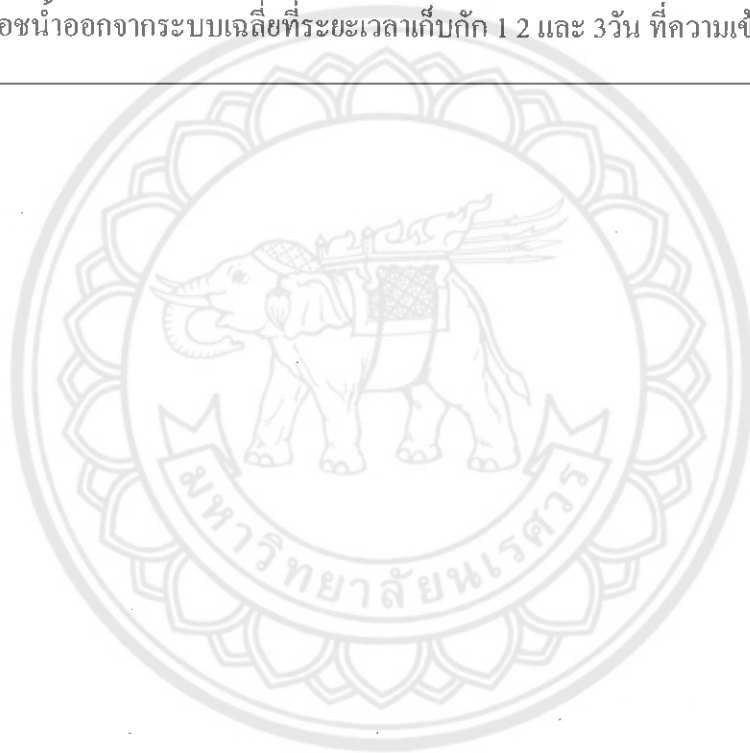 อชน้ำออกจากระบบเฉลี่ยที่ระยะเวลาเก็บกัก 1 2 และ 3วัน ที่ความเข้
มหาวิทยาลัยนเรศวร